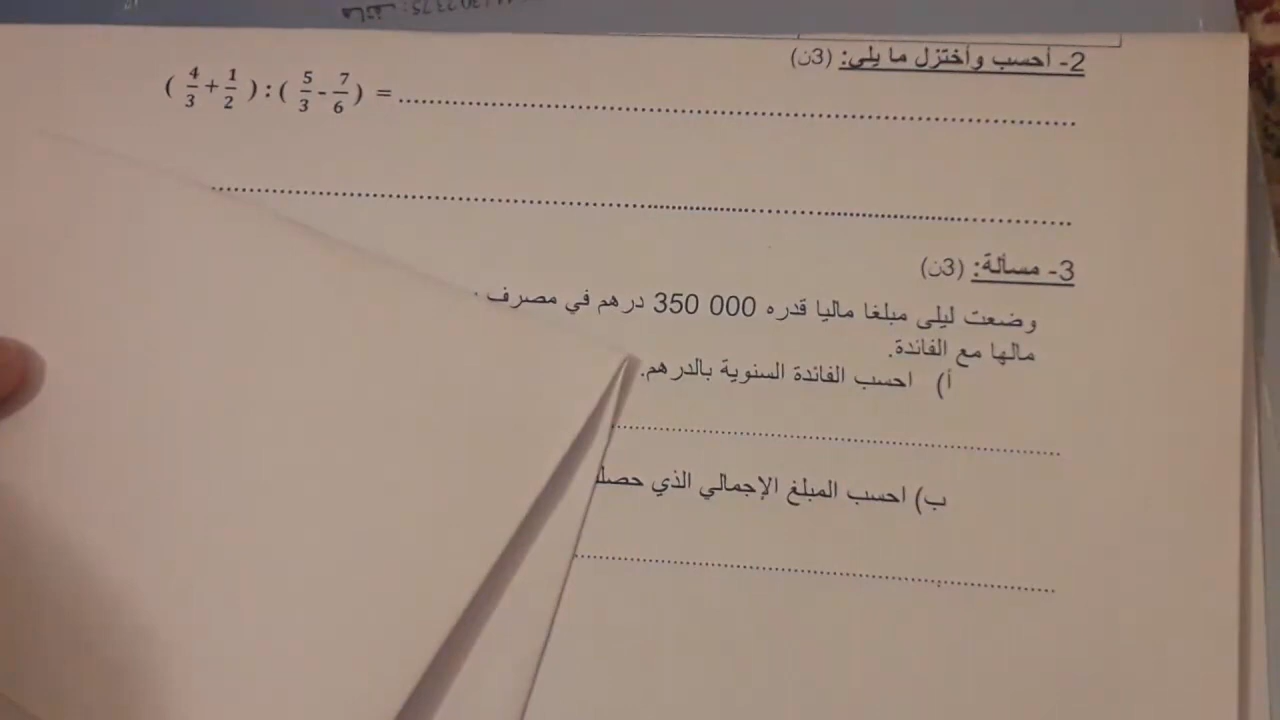 2- أحسب وأختزل ما يلي: (3ن)
( 4/3 + 1/2 ) : ( 5/3 - 7/6 ) = ........................
........................
3- مسألة: (3ن)
وضعت ليلى مبلغا ماليا قدره 000 350 درهم في مصرف
مالها مع الفائدة.
أ) احسب الفائدة السنوية بالدرهم.
........................
ب) احسب المبلغ الإجمالي الذي
........................